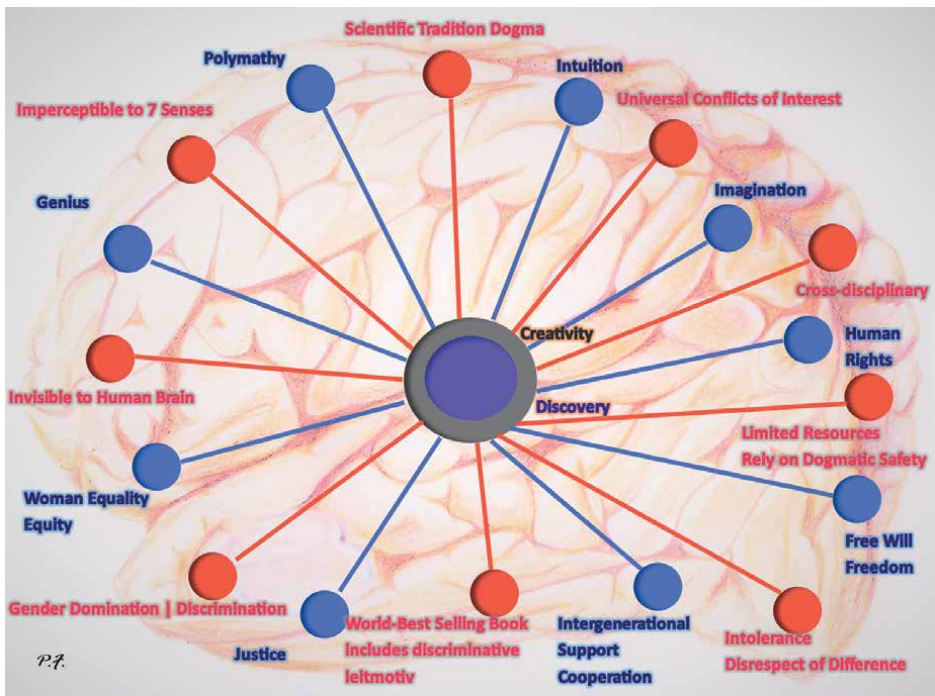 Scientific Tradition Dogma
Polymathy
Intuition
Universal Conflicts of Interest
Imperceptible to 7 Senses
Imagination
Genius
Cross-disciplinary
Creativity
Human
Rights
Invisible to Human Brain
Discovery
Limited Resources
Rely on Dogmatic Safety
Woman Equality
Equity
Free Will
Freedom
Gender Domination | Discrimination
World-Best Selling Book
includes discriminative
leitmotiv
Intergenerational
Support
Cooperation
Intolerance
Disrespect of Difference
Justice
P.F.